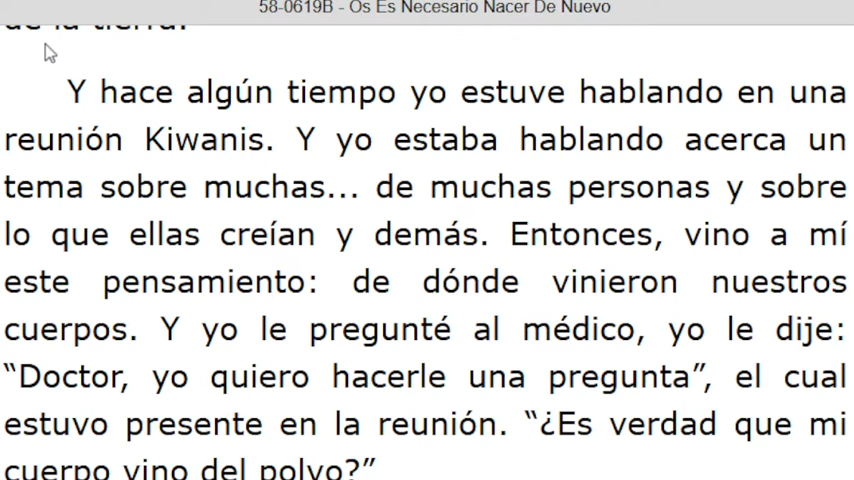 58-0619B - Os Es Necesario Nacer De Nuevo
de la tierra.
Y hace algún tiempo yo estuve hablando en una
reunión Kiwanis. Y yo estaba hablando acerca un
tema sobre muchas... de muchas personas y sobre
lo que ellas creían y demás. Entonces, vino a mí
este pensamiento: de dónde vinieron nuestros
cuerpos. Y yo le pregunté al médico, yo le dije:
“Doctor, yo quiero hacerle una pregunta”, el cual
estuvo presente en la reunión. “¿Es verdad que mi
cuerpo vino del polvo?”